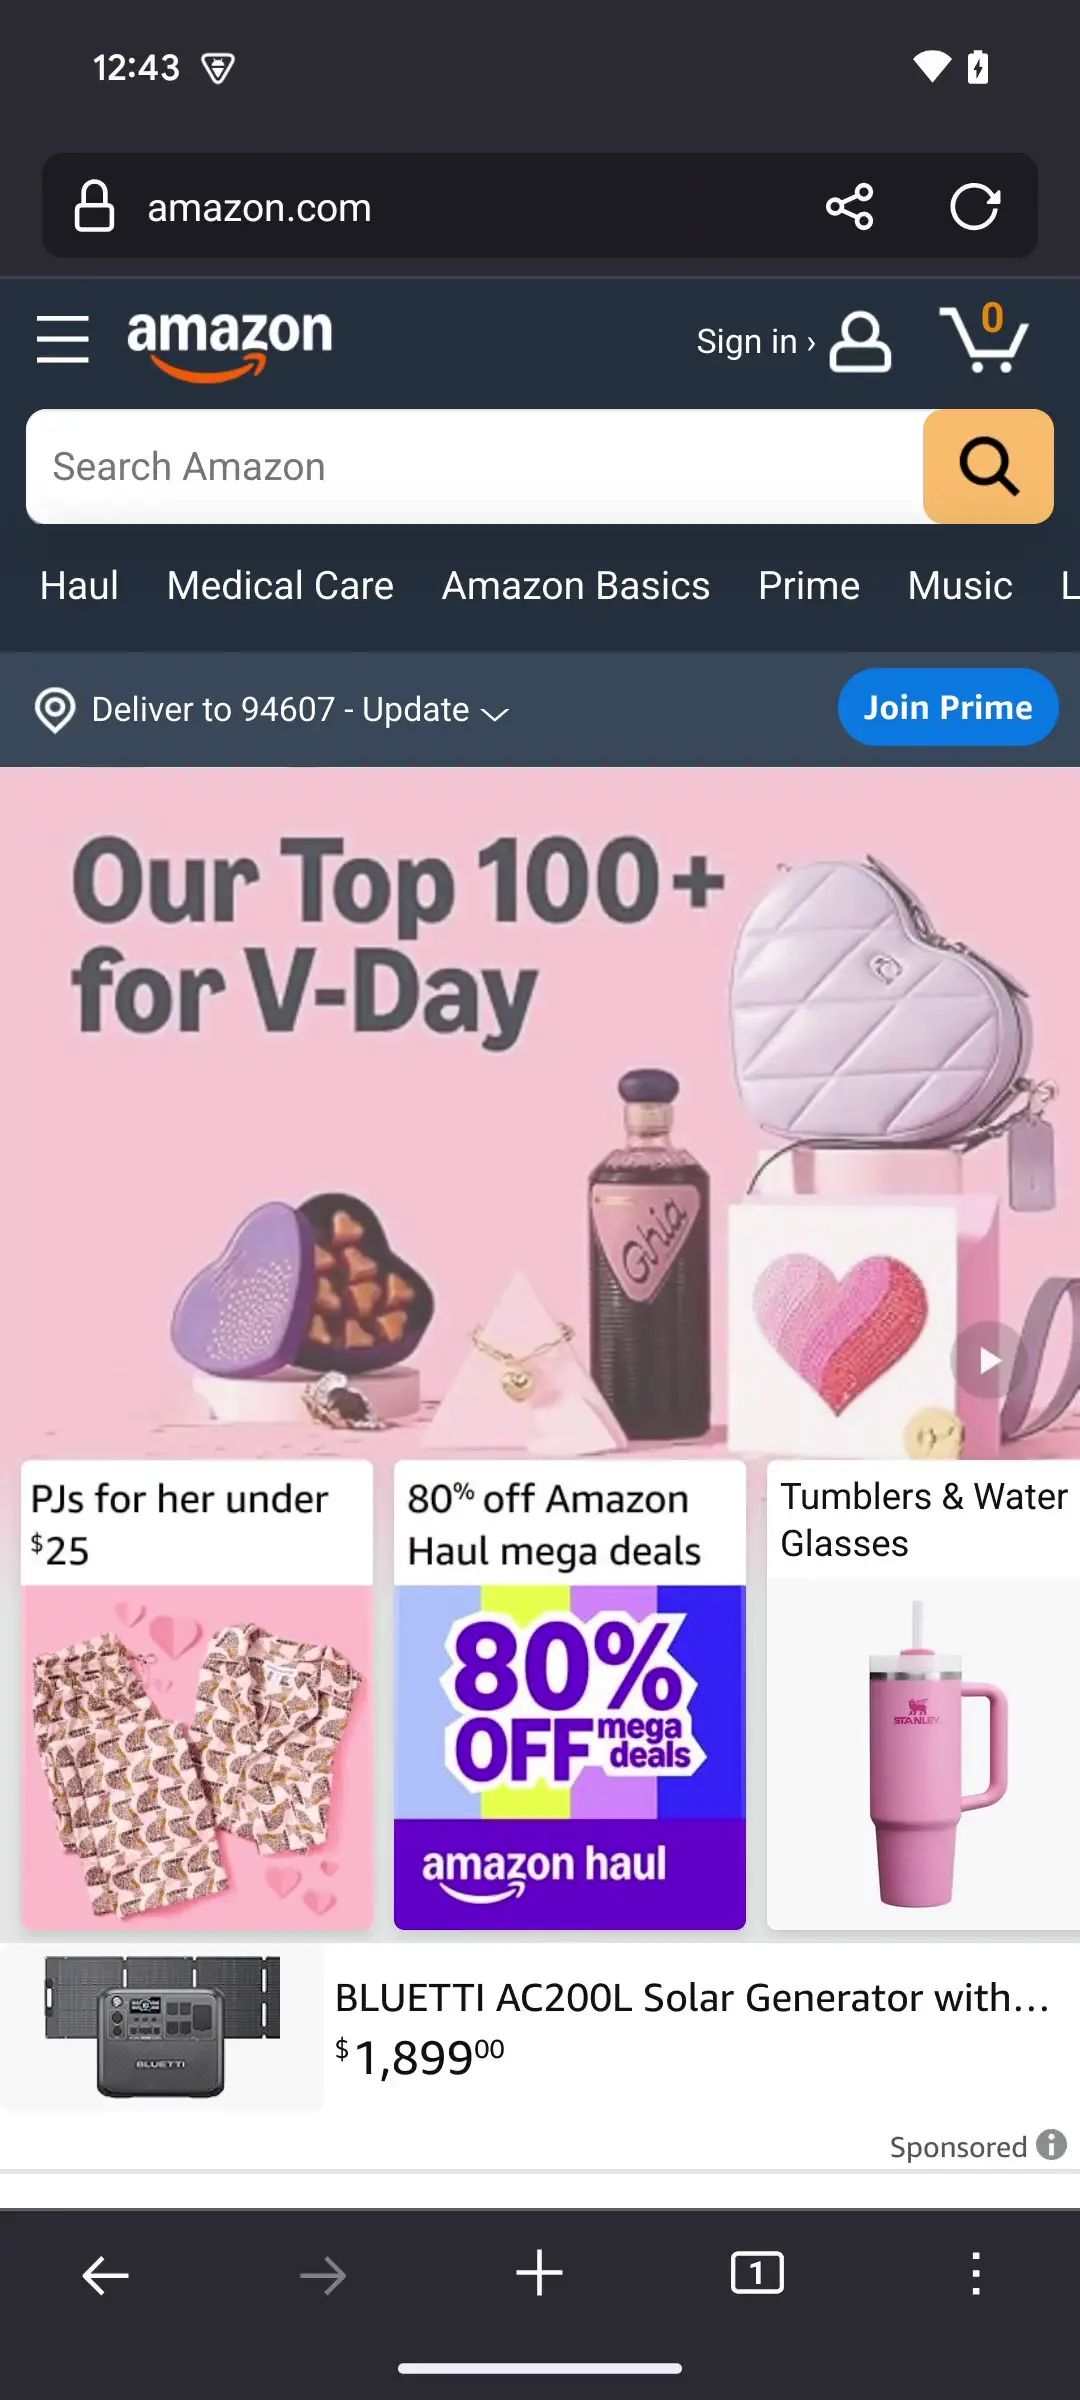 12:43
amazon.com
amazon
Sign in ›
0
Search Amazon
Haul
Medical Care
Amazon Basics
Prime
Music
L
Deliver to 94607 - Update
Join Prime
Our Top 100+
for V-Day
Ghia
PJs for her under
$25
80% off Amazon
Haul mega deals
Tumblers & Water
Glasses
80%
OFF mega
deals
amazon haul
STANLEY
BLUETTI
BLUETTI AC200L Solar Generator with...
$1,89900
Sponsored
1